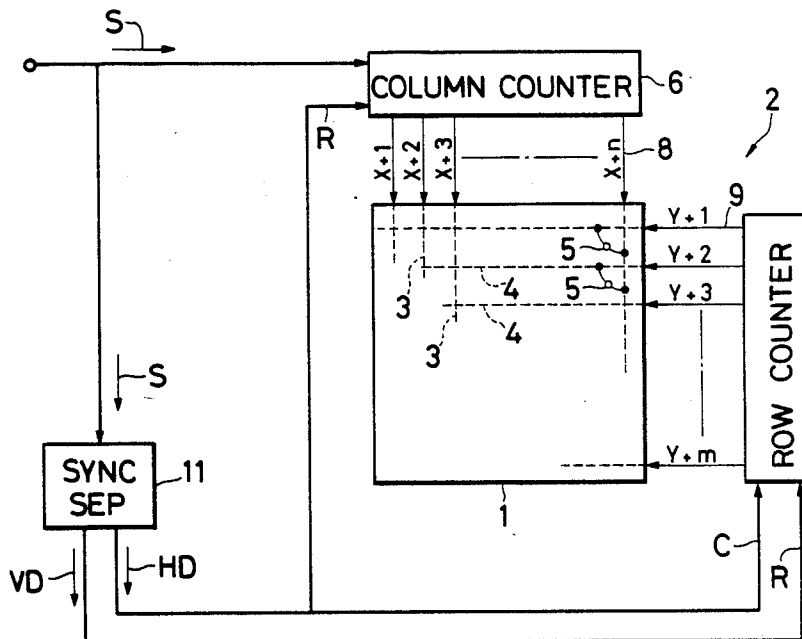 S
COLUMN COUNTER
6
R
2
X+1
X+2
X+3
X+n
8
Y+1
9
5
Y+2
3
4
5
Y+3
3
4
ROW COUNTER
S
SYNC
SEP
11
Y+m
1
VD
HD
C
R